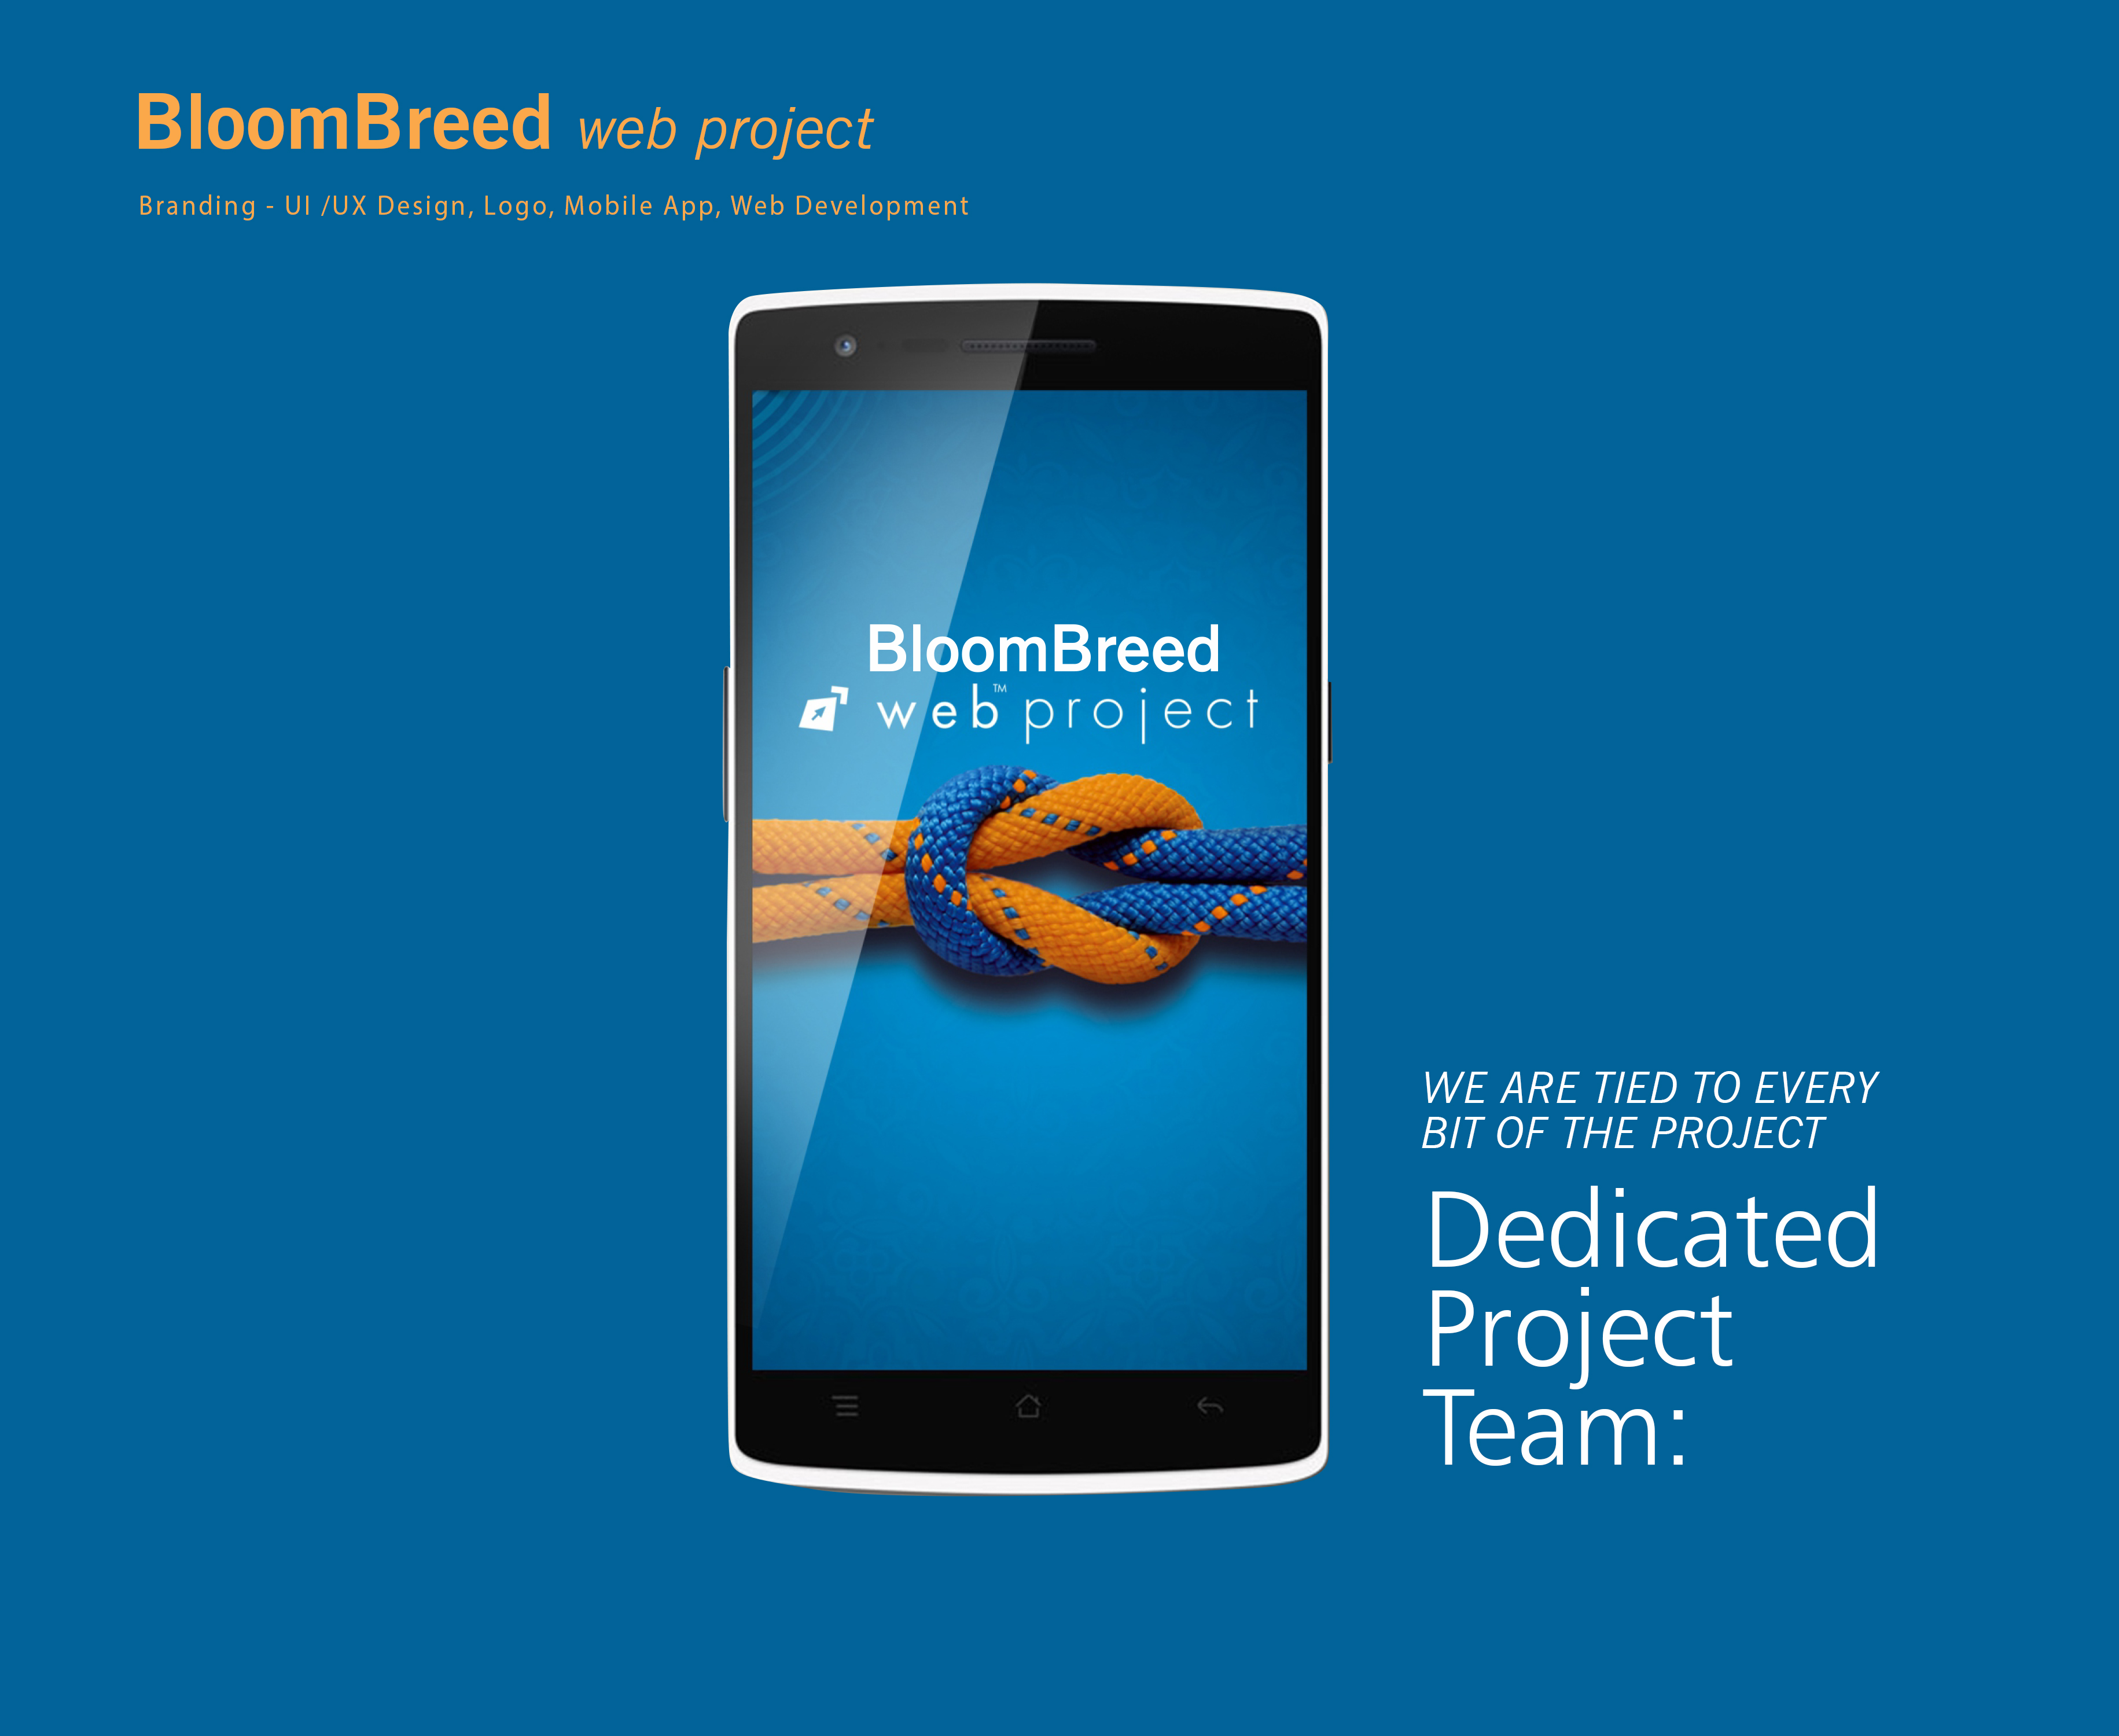 BloomBreed web project
Branding - UI /UX Design, Logo, Mobile App, Web Development
BloomBreed
web™ project
WE ARE TIED TO EVERY
BIT OF THE PROJECT
Dedicated
Project
Team: